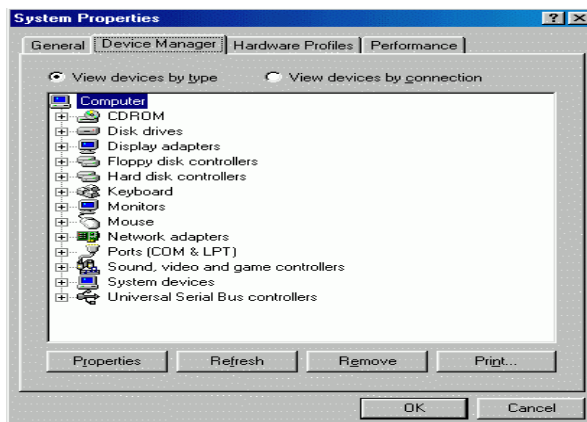 System Properties
General Device Manager Hardware Profiles Performance
View devices by type View devices by connection
Computer
CDROM
Disk drives
Display adapters
Floppy disk controllers
Hard disk controllers
Keyboard
Monitors
Mouse
Network adapters
Ports (COM & LPT)
Sound, video and game controllers
System devices
Universal Serial Bus controllers
Properties Refresh Remove Print...
OK Cancel